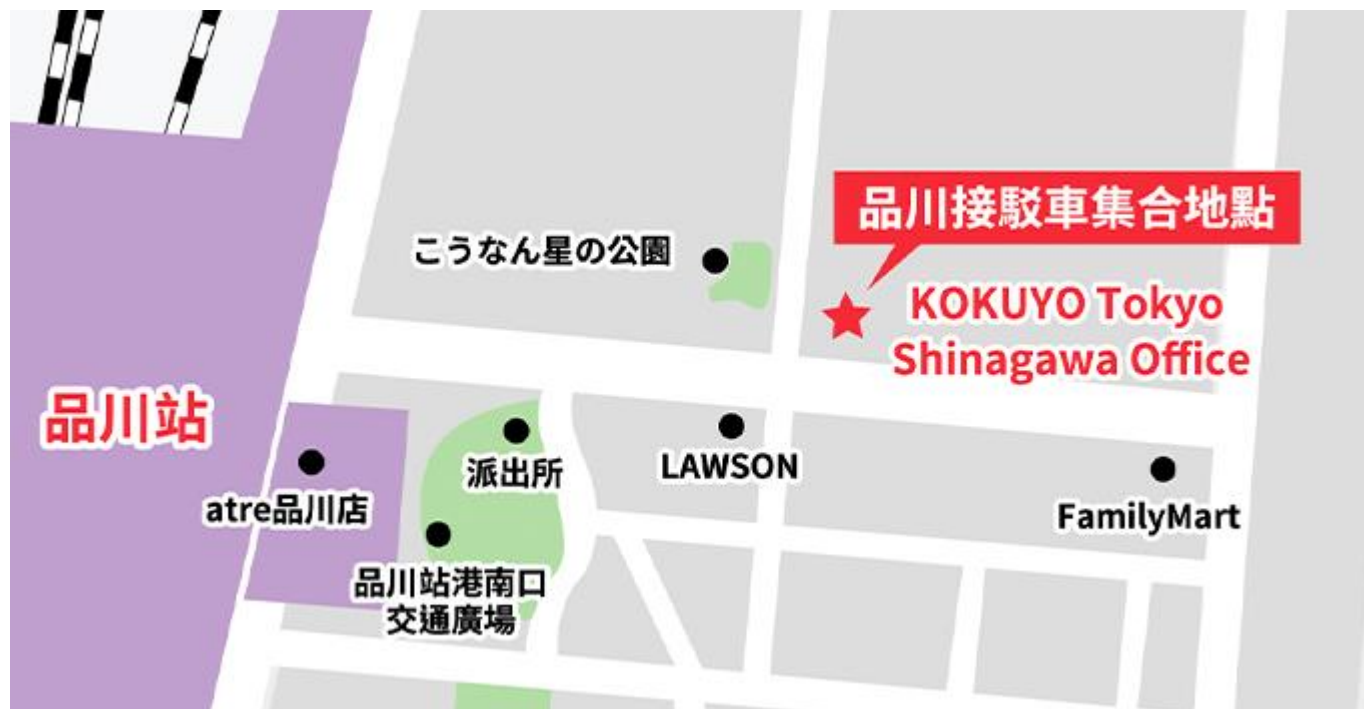 品川接駁車集合地點
こうなん星の公園
KOKUYO Tokyo
Shinagawa Office
品川站
派出所
LAWSON
atre品川店
FamilyMart
品川站港南口
交通廣場